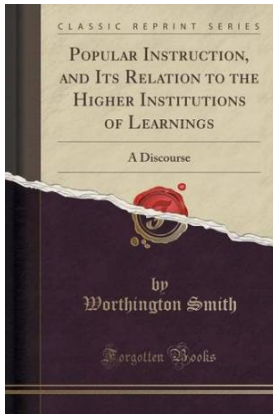 CLASSIC REPRINT SERIES
POPULAR INSTRUCTION,
AND ITS RELATION TO THE
HIGHER INSTITUTIONS
OF LEARNINGS
A DISCOURSE
by
Worthington Smith
Forgotten Books